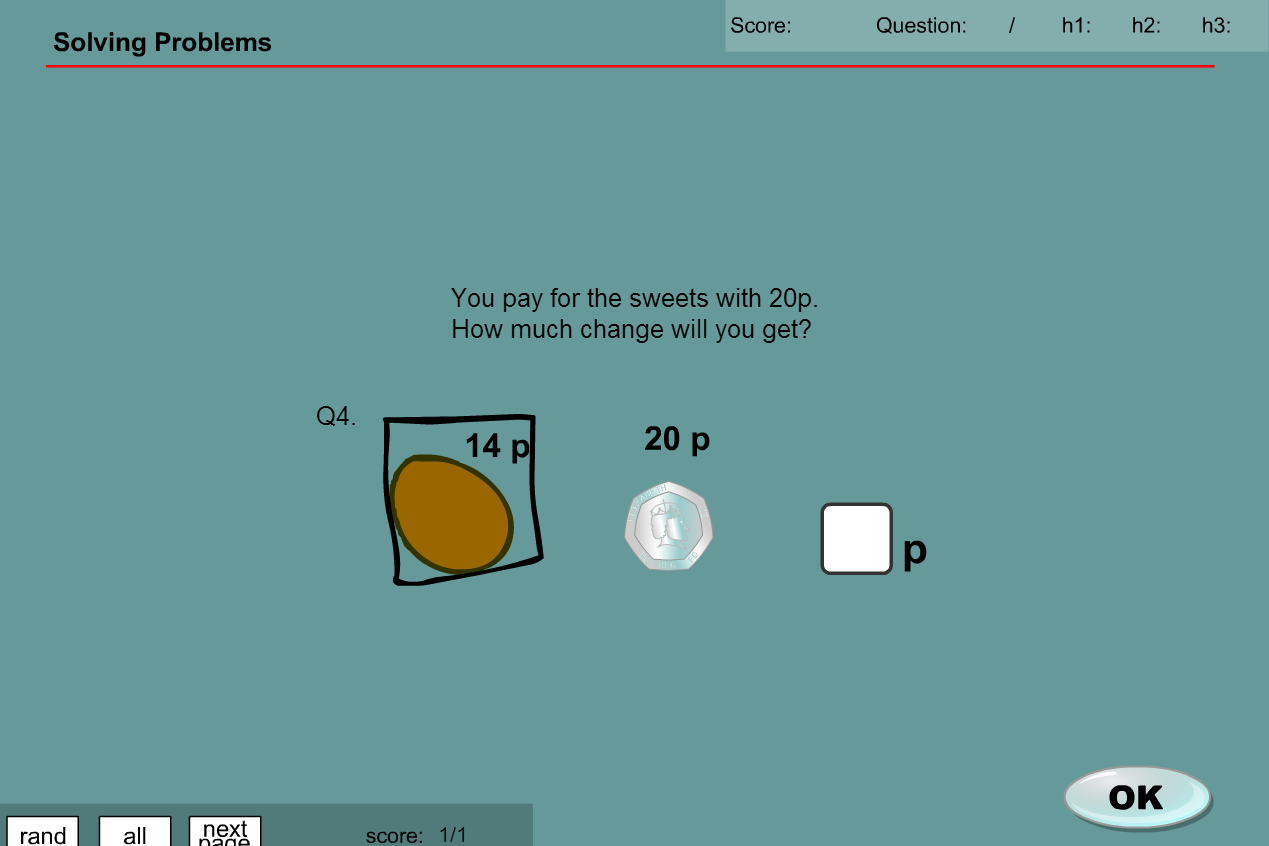 Solving Problems
Score: Question: / h1: h2: h3:
You pay for the sweets with 20p.
How much change will you get?
Q4.
14 p
20 p
p
OK
rand
all
next
page
score: 1/1